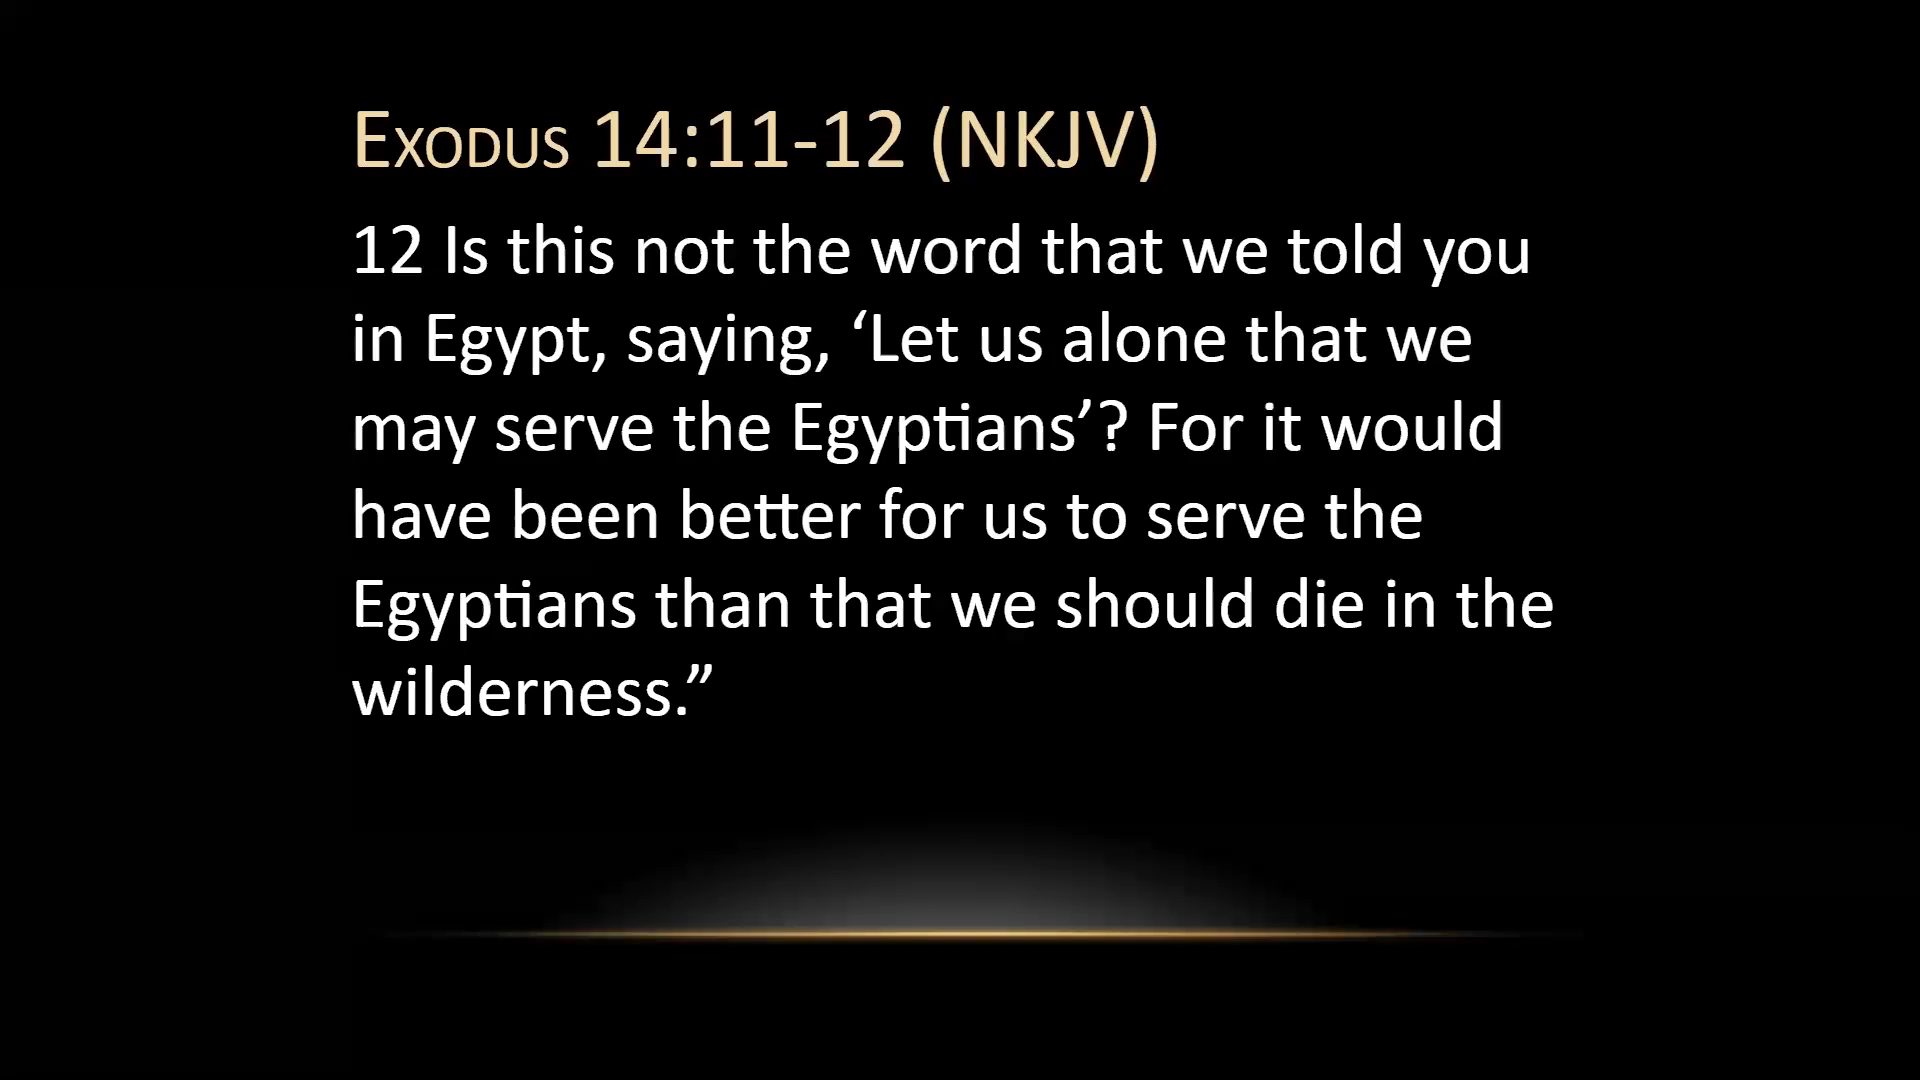 Exodus 14:11-12 (NKJV)
12 Is this not the word that we told you
in Egypt, saying, ‘Let us alone that we
may serve the Egyptians’? For it would
have been better for us to serve the
Egyptians than that we should die in the
wilderness.”